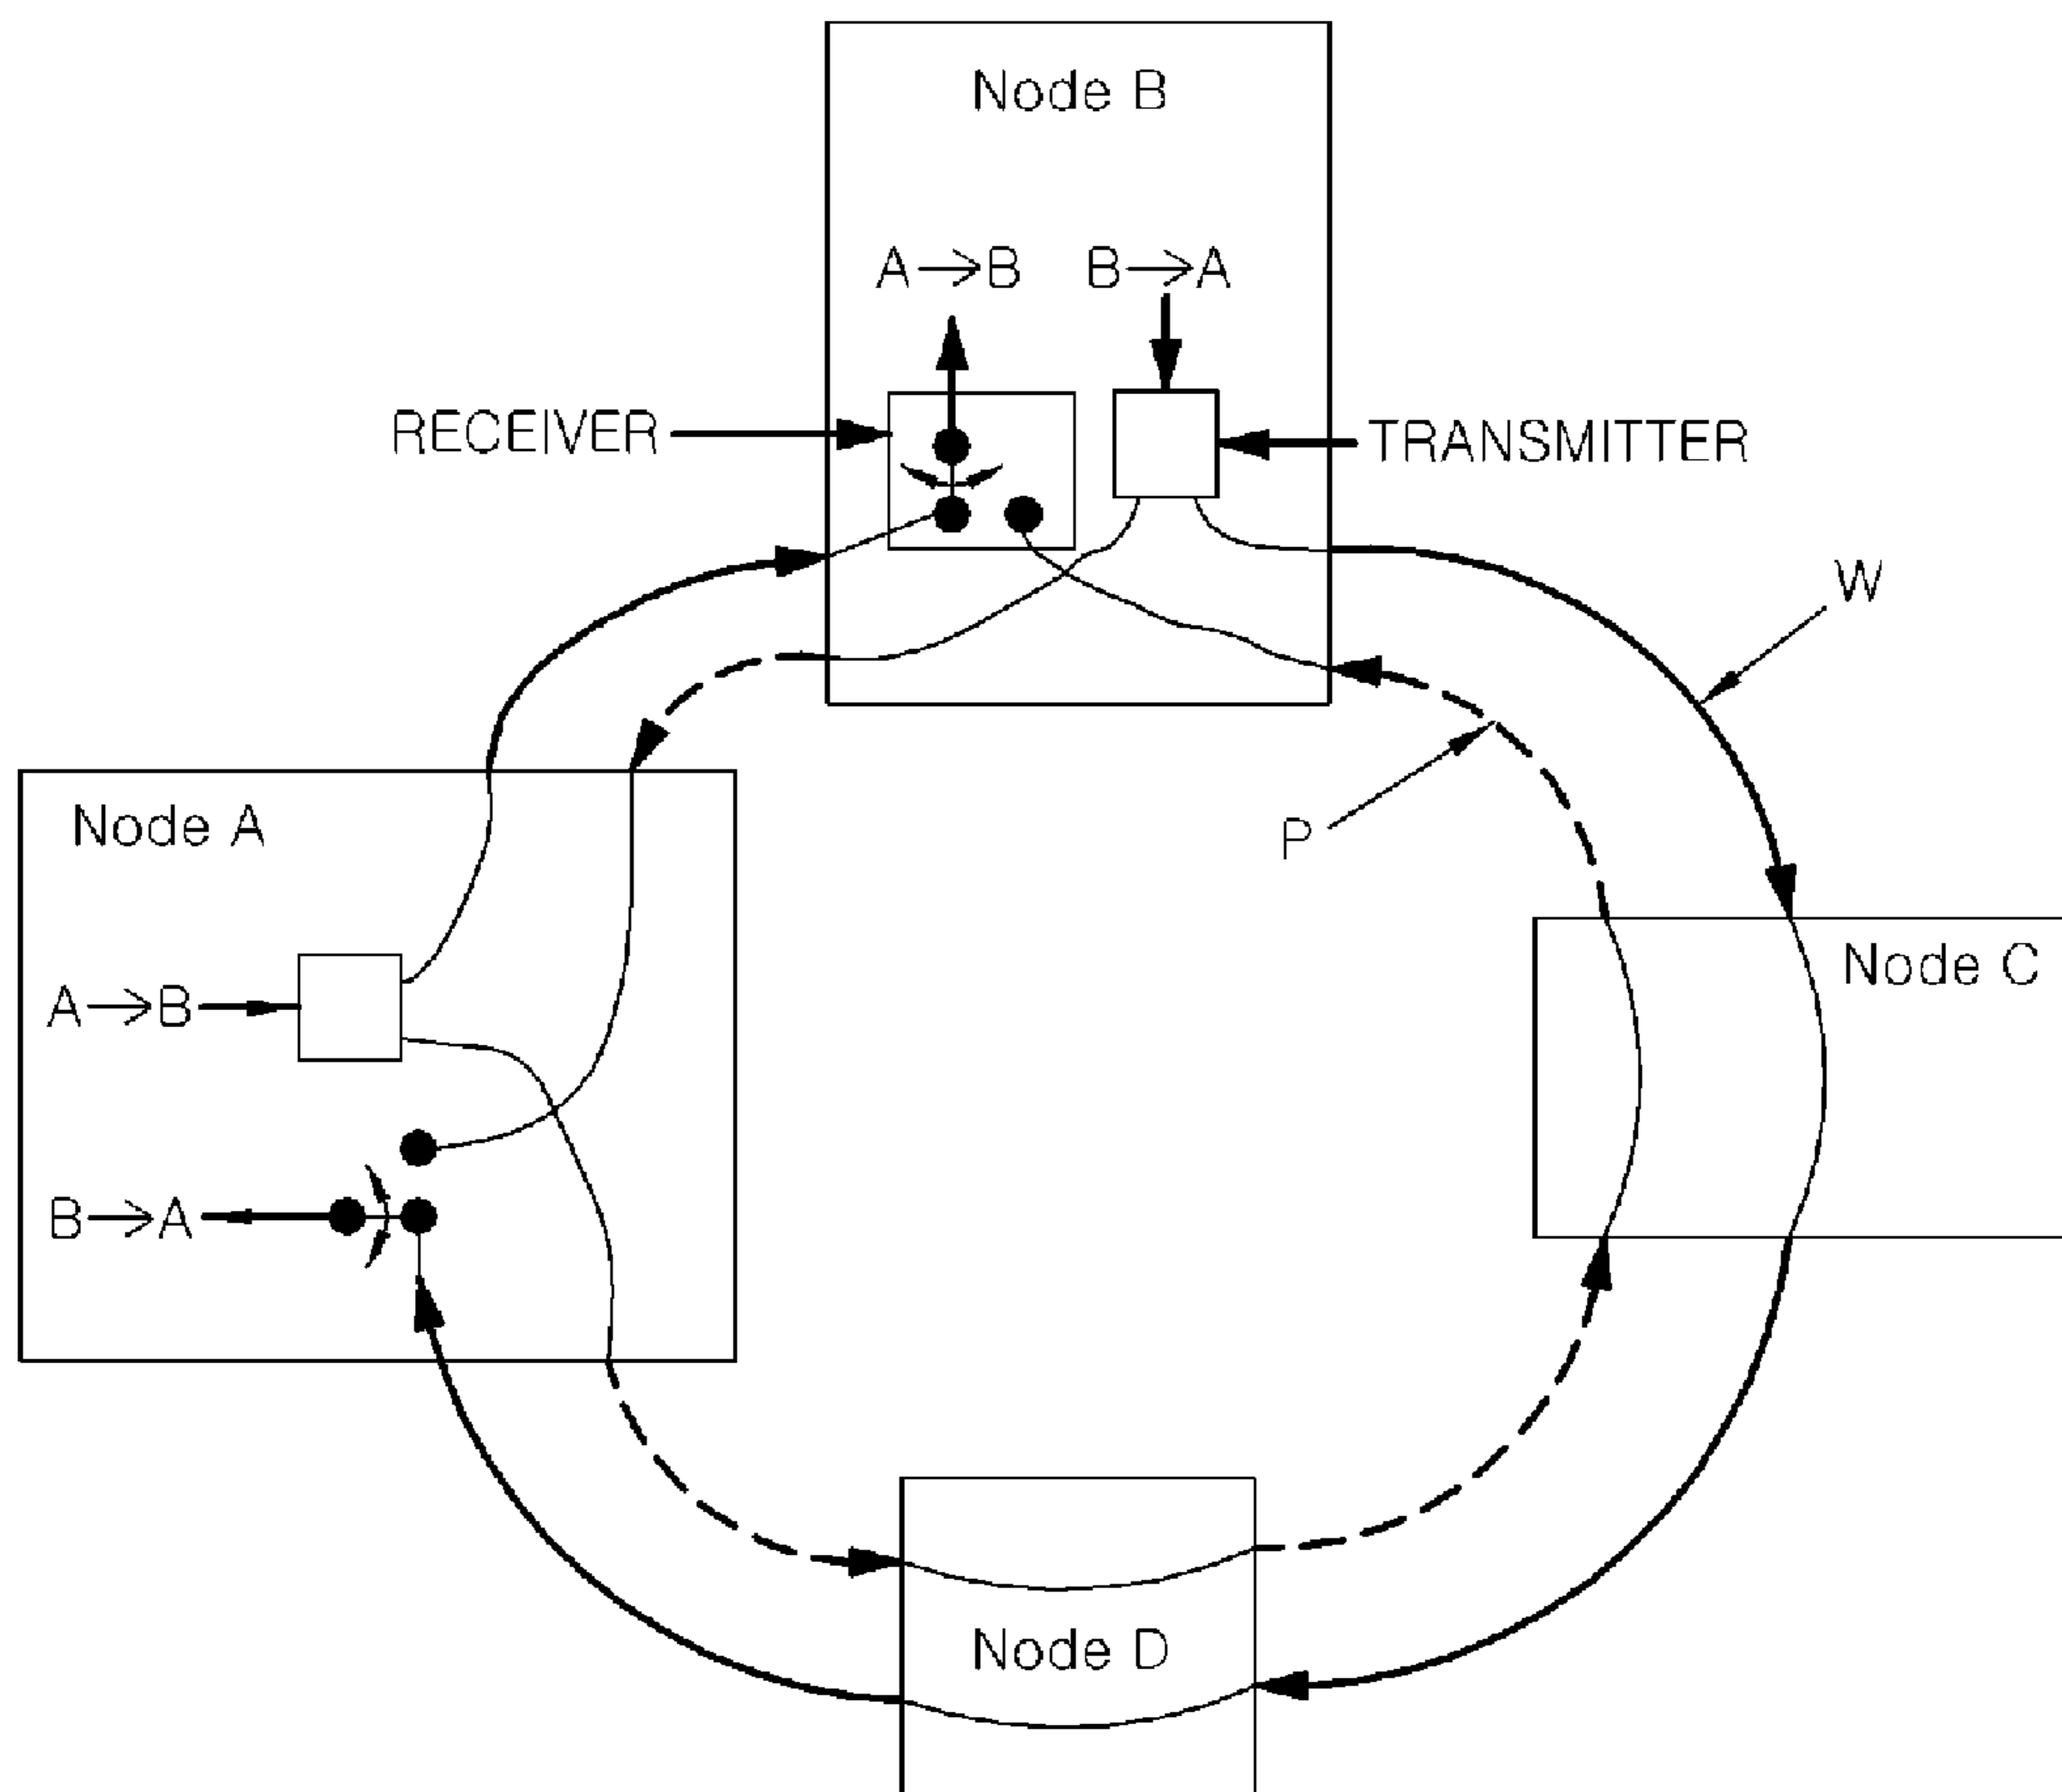 Node B
A→B B→A
RECEIVER
TRANSMITTER
W
P
Node A
Node C
A→B
B→A
Node D